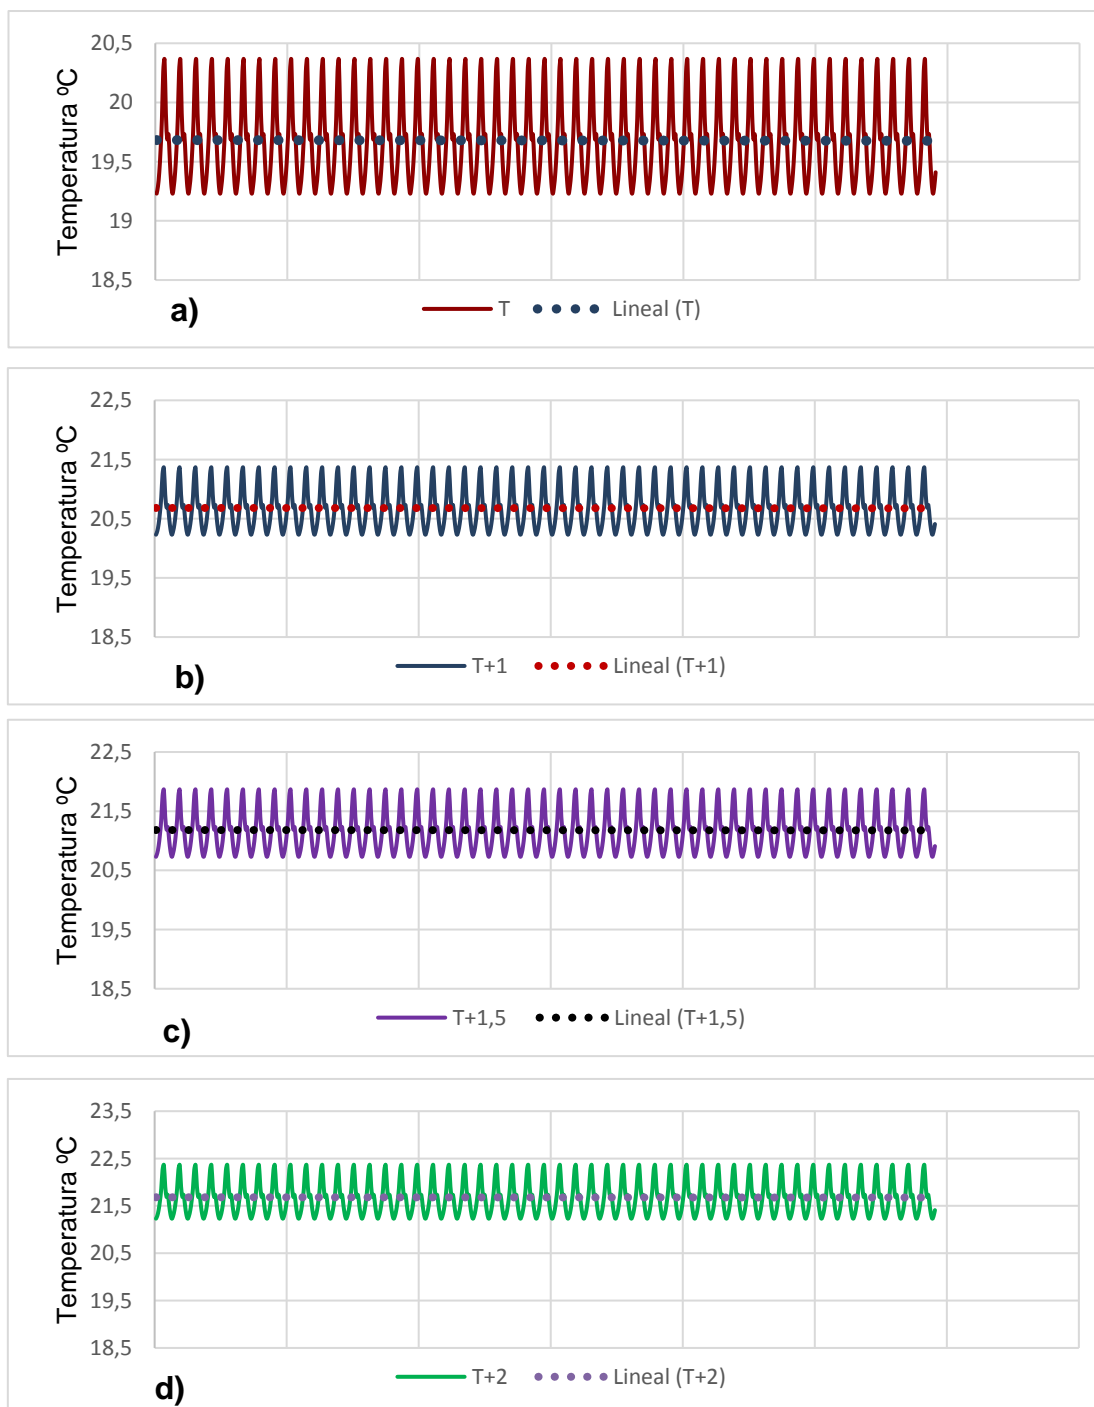 Temperatura ºC
20,5
20
19,5
19
18,5
a)
T
Lineal (T)
Temperatura ºC
22,5
21,5
20,5
19,5
18,5
b)
T+1
Lineal (T+1)
Temperatura ºC
22,5
21,5
20,5
19,5
18,5
c)
T+1,5
Lineal (T+1,5)
Temperatura ºC
23,5
22,5
21,5
20,5
19,5
18,5
d)
T+2
Lineal (T+2)